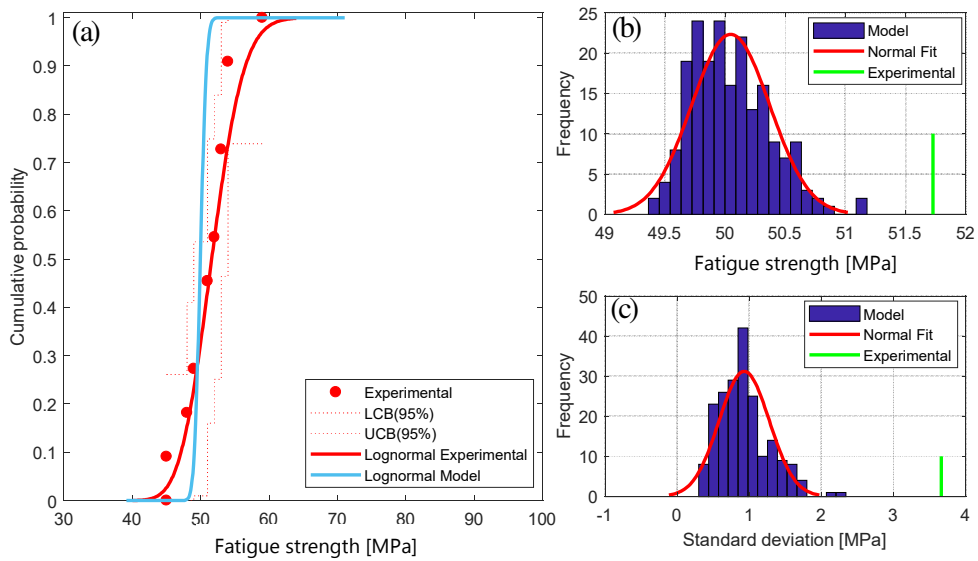 (a)
1
0.9
0.8
0.7
0.6
0.5
0.4
0.3
0.2
0.1
0
Cumulative probability
Experimental
LCB(95%)
UCB(95%)
Lognormal Experimental
Lognormal Model
30 40 50 60 70 80 90 100
Fatigue strength [MPa]
(b)
25
20
15
10
5
0
Frequency
Model
Normal Fit
Experimental
49 49.5 50 50.5 51 51.5 52
Fatigue strength [MPa]
(c)
50
40
30
20
10
0
Frequency
Model
Normal Fit
Experimental
-1 0 1 2 3 4
Standard deviation [MPa]